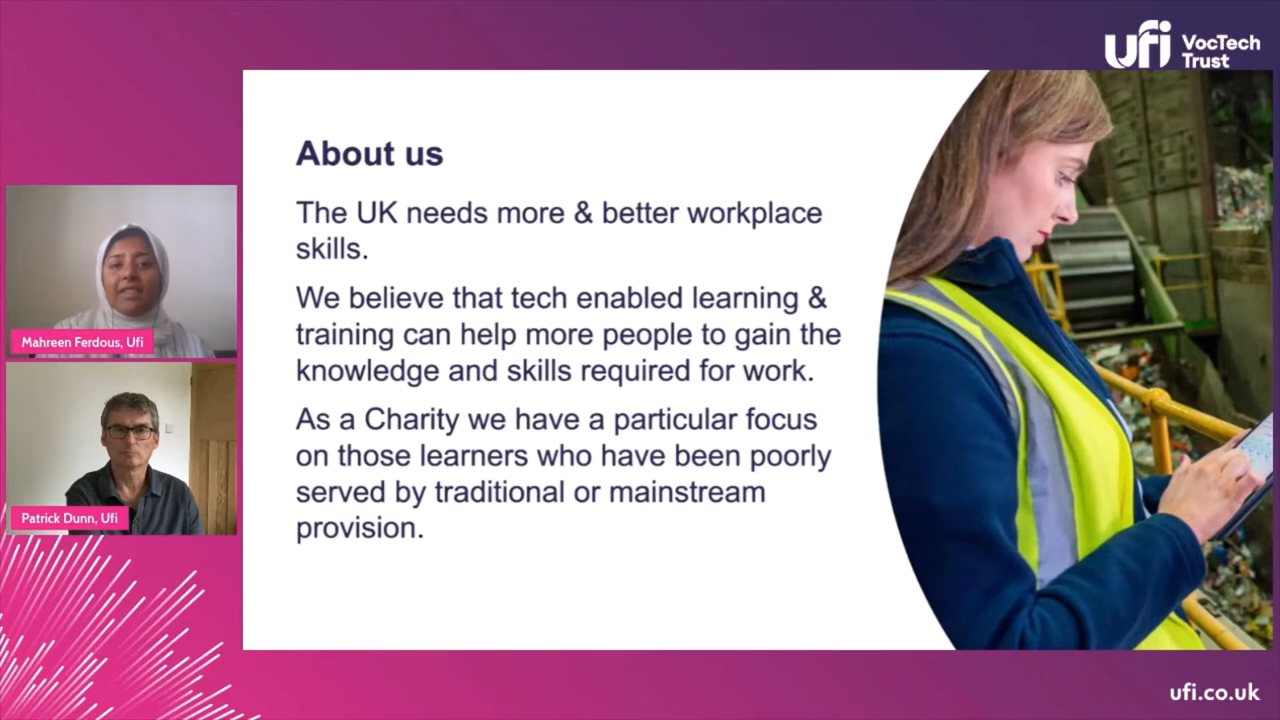 ufi VocTech
Trust
About us
The UK needs more & better workplace
skills.
We believe that tech enabled learning &
training can help more people to gain the
knowledge and skills required for work.
As a Charity we have a particular focus
on those learners who have been poorly
served by traditional or mainstream
provision.
Mahreen Ferdous, Ufi
Patrick Dunn, Ufi
ufi.co.uk